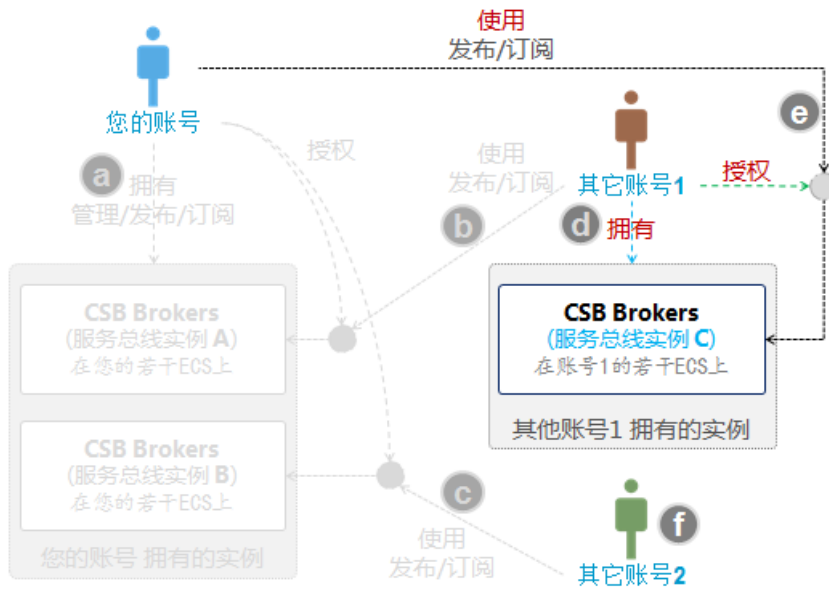 使用
发布/订阅
您的账号
e
授权
使用
发布/订阅
a
拥有
管理/发布/订阅
其它账号1
授权
b
d
拥有
CSB Brokers
(服务总线实例 A)
在您的若干ECS上
CSB Brokers
(服务总线实例 C)
在账号1的若干ECS上
其他账号1 拥有的实例
CSB Brokers
(服务总线实例 B)
在您的若干ECS上
您的账号 拥有的实例
c
使用
发布/订阅
f
其它账号2